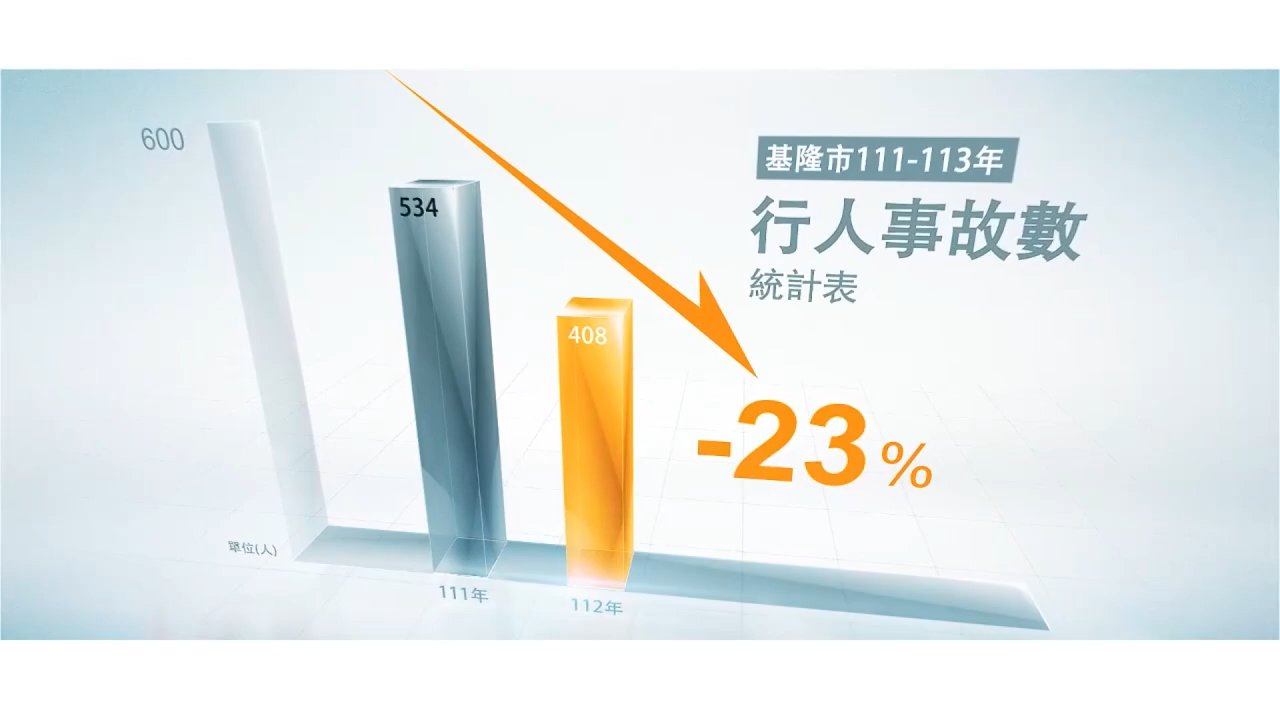 基隆市111-113年
行人事故數
統計表
600
534
408
-23%
單位(人)
111年
112年